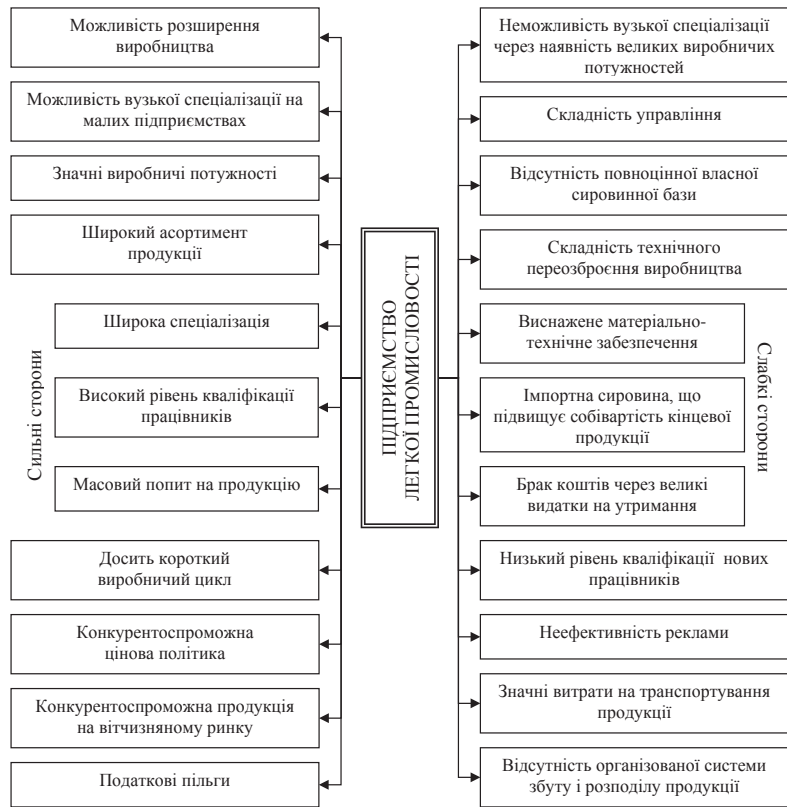 Можливість розширення
виробництва
Можливість вузької спеціалізації на
малих підприємствах
Значні виробничі потужності
Широкий асортимент
продукції
Широка спеціалізація
Високий рівень кваліфікації
працівників
Масовий попит на продукцію
Досить короткий
виробничий цикл
Конкурентоспроможна
цінова політика
Конкурентоспроможна продукція
на вітчизняному ринку
Податкові пільги
Сильні сторони
ПІДПРИЄМСТВО
ЛЕГКОЇ ПРОМИСЛОВОСТІ
Неможливість вузької спеціалізації
через наявність великих виробничих
потужностей
Складність управління
Відсутність повноцінної власної
сировинної бази
Складність технічного
переозброєння виробництва
Виснажене матеріально-
технічне забезпечення
Імпортна сировина, що
підвищує собівартість кінцевої
продукції
Брак коштів через великі
видатки на утримання
Низький рівень кваліфікації нових
працівників
Неефективність реклами
Значні витрати на транспортування
продукції
Відсутність організованої системи
збуту і розподілу продукції
Слабкі сторони